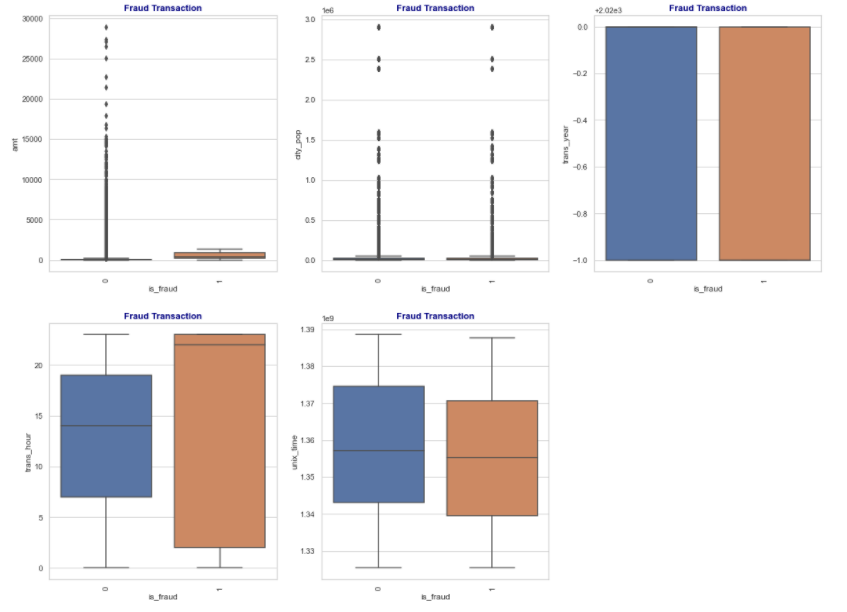 Fraud Transaction
30000
25000
20000
15000
10000
5000
0
amt
0
1
is_fraud
Fraud Transaction
1e6
3.0
2.5
2.0
1.5
1.0
0.5
0.0
city_pop
0
1
is_fraud
Fraud Transaction
+2.02e3
0.0
−0.2
−0.4
−0.6
−0.8
−1.0
trans_year
0
1
is_fraud
Fraud Transaction
20
15
10
5
0
trans_hour
0
1
is_fraud
Fraud Transaction
1e9
1.39
1.38
1.37
1.36
1.35
1.34
1.33
unix_time
0
1
is_fraud